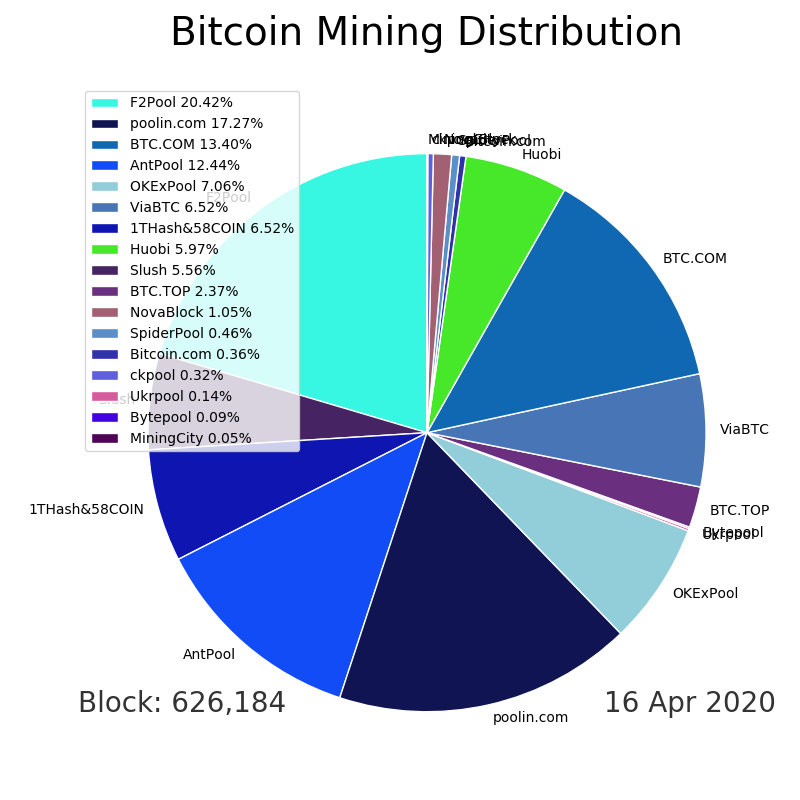 Bitcoin Mining Distribution
F2Pool 20.42%
poolin.com 17.27%
BTC.COM 13.40%
AntPool 12.44%
OKExPool 7.06%
ViaBTC 6.52%
1THash&58COIN 6.52%
Huobi 5.97%
Slush 5.56%
BTC.TOP 2.37%
NovaBlock 1.05%
SpiderPool 0.46%
Bitcoin.com 0.36%
ckpool 0.32%
Ukrpool 0.14%
Bytepool 0.09%
MiningCity 0.05%
Huobi
BTC.COM
F2Pool
Slush
ViaBTC
1THash&58COIN
BTC.TOP
Bytepool
Ukrpool
OKExPool
AntPool
poolin.com
Block: 626,184
16 Apr 2020